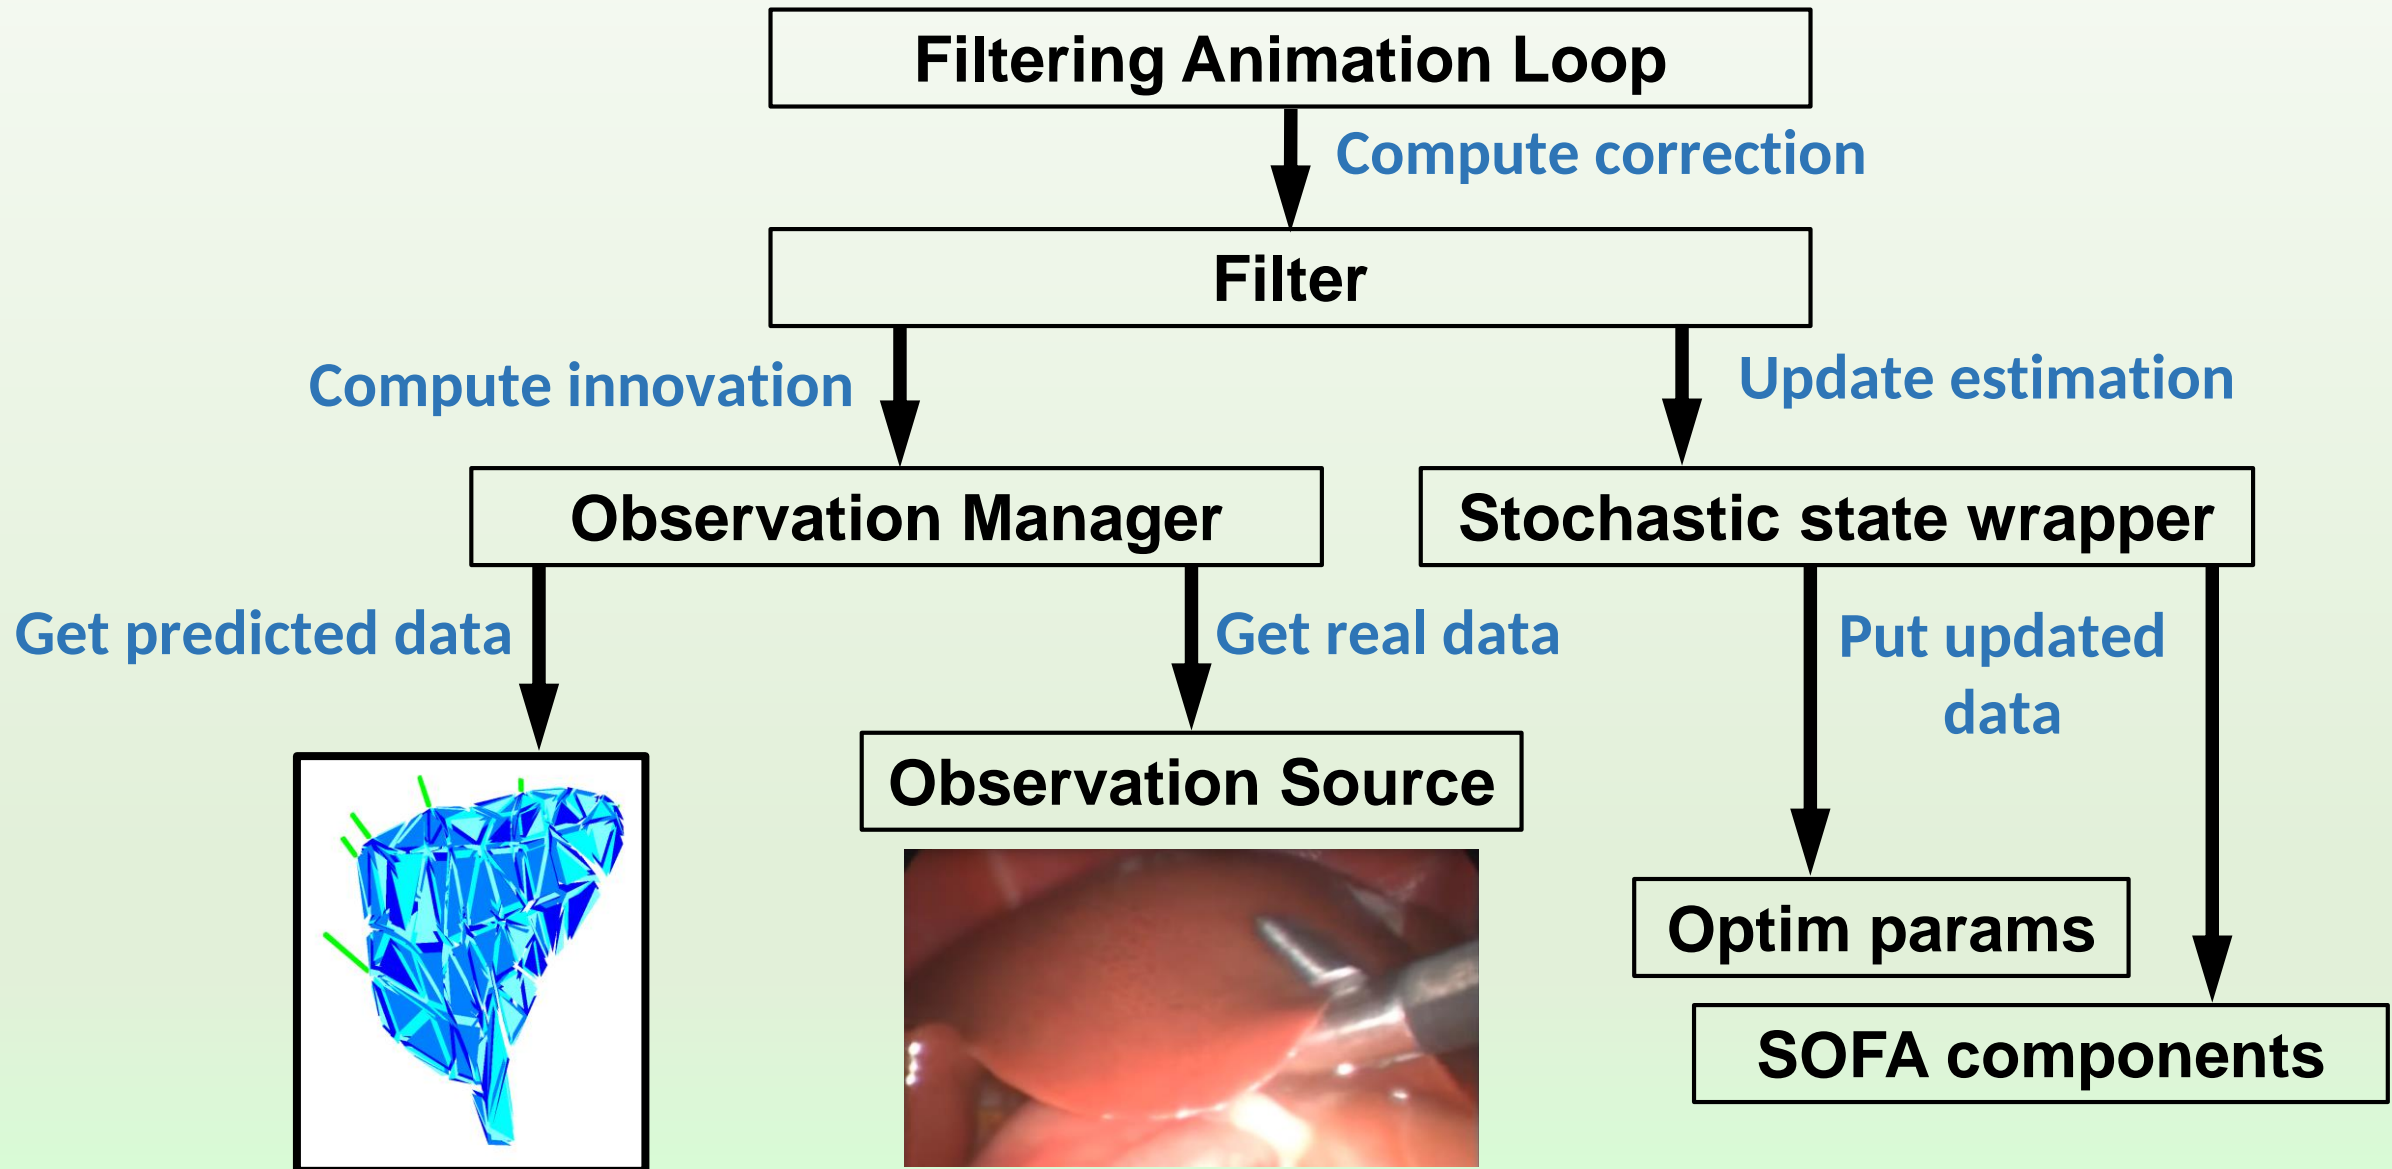 Filtering Animation Loop
Compute correction
Filter
Compute innovation
Update estimation
Observation Manager
Stochastic state wrapper
Get predicted data
Get real data
Put updated
data
Observation Source
Optim params
SOFA components